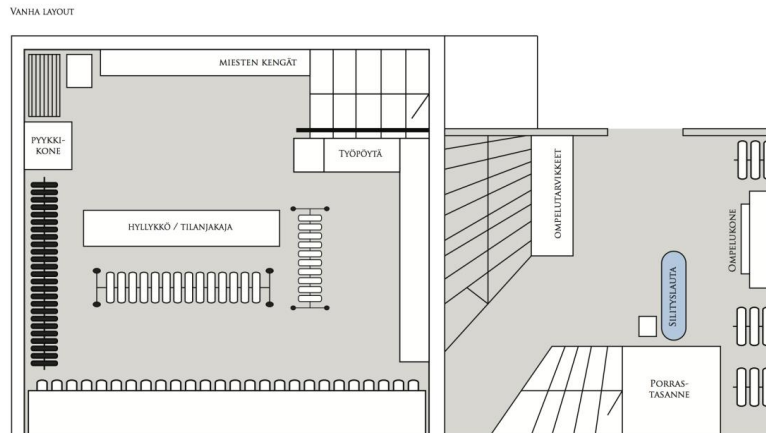 Vanha layout
miesten kengät
pyykki-
kone
Työpöytä
hyllykkö / tilanjakaja
ompelutarvikkeet
Ompelukone
Silityslauta
Porras-
tasanne